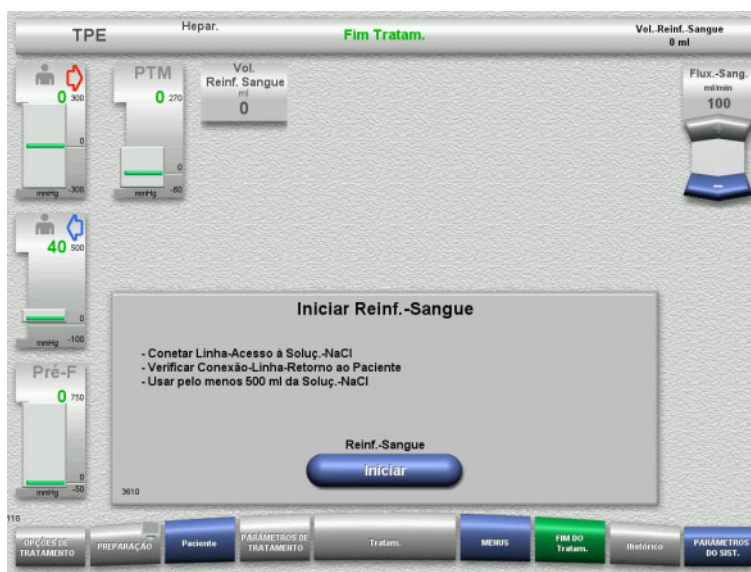 TPE
Hepar.
Fim Tratam.
Vol.-Reinf.-Sangue
0 ml
0 300
0
mmHg -300
PTM
0 270
0
mmHg -60
Vol.
Reinf. Sangue
ml
0
Flux.-Sang.
ml/min
100
+
-
40 500
0
mmHg -100
Pré-F
0 750
0
mmHg -50
Iniciar Reinf.-Sangue
- Conetar Linha-Acesso á Soluç.-NaCl
- Verificar Conexão-Linha-Retorno ao Paciente
- Usar pelo menos 500 ml da Soluç.-NaCl
Reinf.-Sangue
Iniciar
3610
110
OPÇÕES DE
TRATAMENTO
PREPARAÇÃO
Paciente
PARÂMETROS DE
TRATAMENTO
Tratam.
MENUS
FIM DO
Tratam.
Histórico
PARÂMETROS
DO SIST.